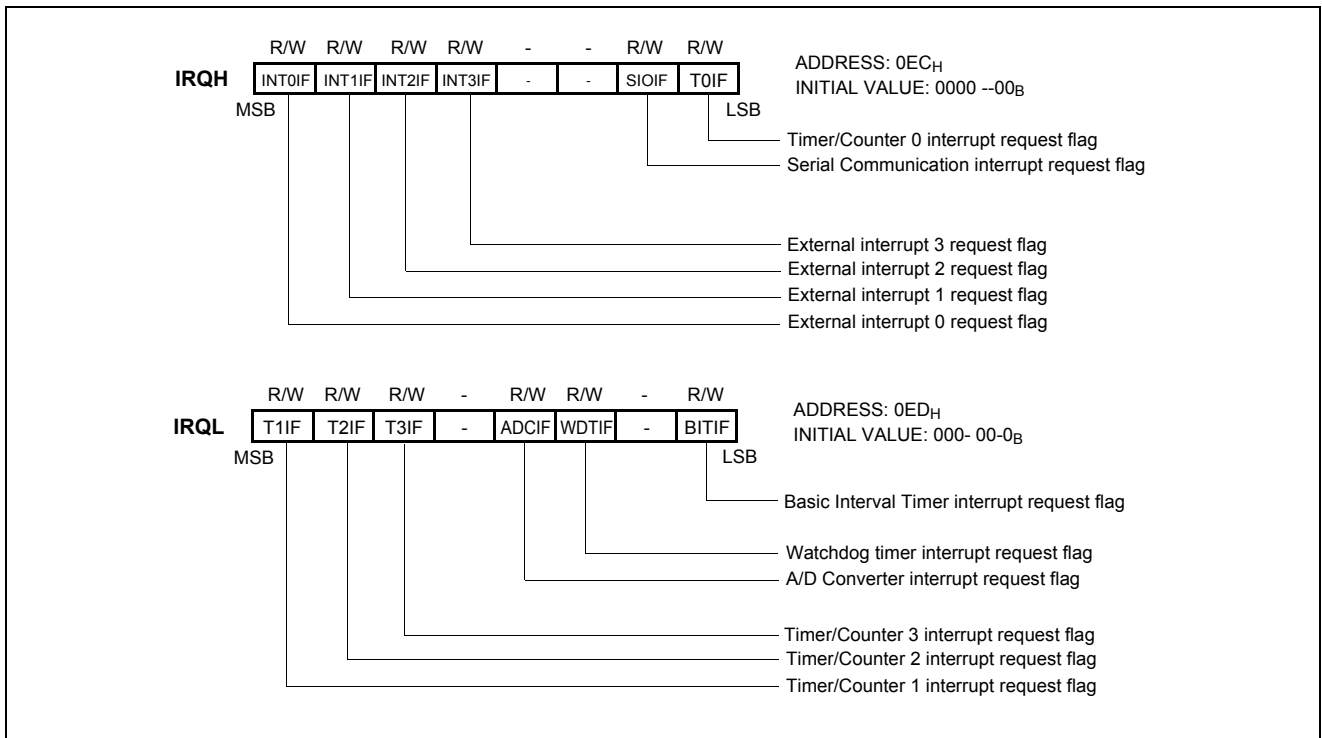 R/W R/W R/W R/W - - R/W R/W
IRQH INT0IF INT1IF INT2IF INT3IF - - SIOIF T0IF
MSB LSB
ADDRESS: 0ECH
INITIAL VALUE: 0000 --00B
Timer/Counter 0 interrupt request flag
Serial Communication interrupt request flag
External interrupt 3 request flag
External interrupt 2 request flag
External interrupt 1 request flag
External interrupt 0 request flag
R/W R/W R/W - R/W R/W - R/W
IRQL T1IF T2IF T3IF - ADCIF WDTIF - BITIF
MSB LSB
ADDRESS: 0EDH
INITIAL VALUE: 000- 00-0B
Basic Interval Timer interrupt request flag
Watchdog timer interrupt request flag
A/D Converter interrupt request flag
Timer/Counter 3 interrupt request flag
Timer/Counter 2 interrupt request flag
Timer/Counter 1 interrupt request flag